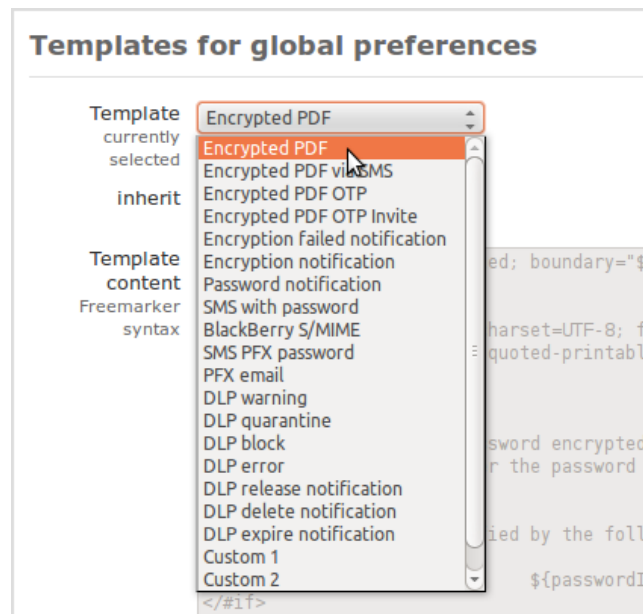 Templates for global preferences
Template
currently
selected
Encrypted PDF
Encrypted PDF
Encrypted PDF via SMS
Encrypted PDF OTP
inherit
Encrypted PDF OTP Invite
Encryption failed notification
Template
content
Freemarker
syntax
Encryption notification
Password notification
SMS with password
BlackBerry S/MIME
SMS PFX password
PFX email
DLP warning
DLP quarantine
DLP block
DLP error
DLP release notification
DLP delete notification
DLP expire notification
Custom 1
Custom 2
ed; boundary="$
harset=UTF-8; f
quoted-printabl
sword encrypted
r the password
ied by the foll
${passwordI
</#if>